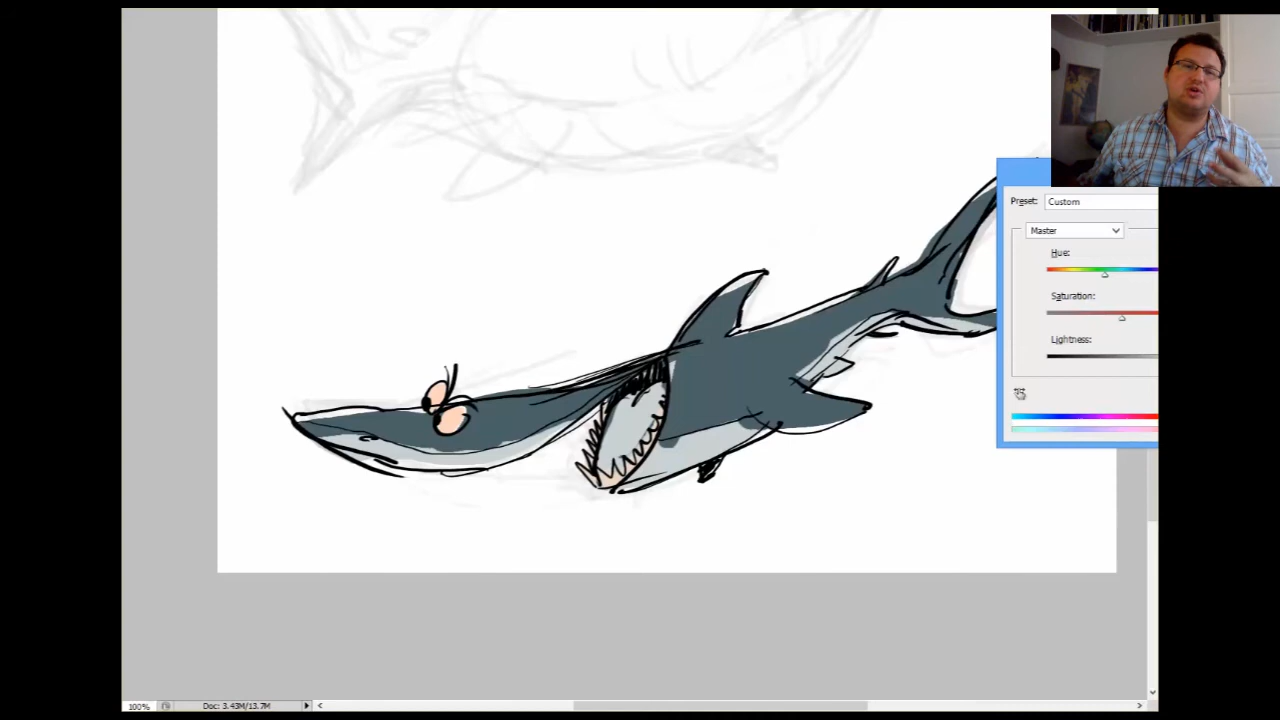 Preset: Custom
Master
Hue:
Saturation:
Lightness:
100%
Doc: 3.43M/13.7M